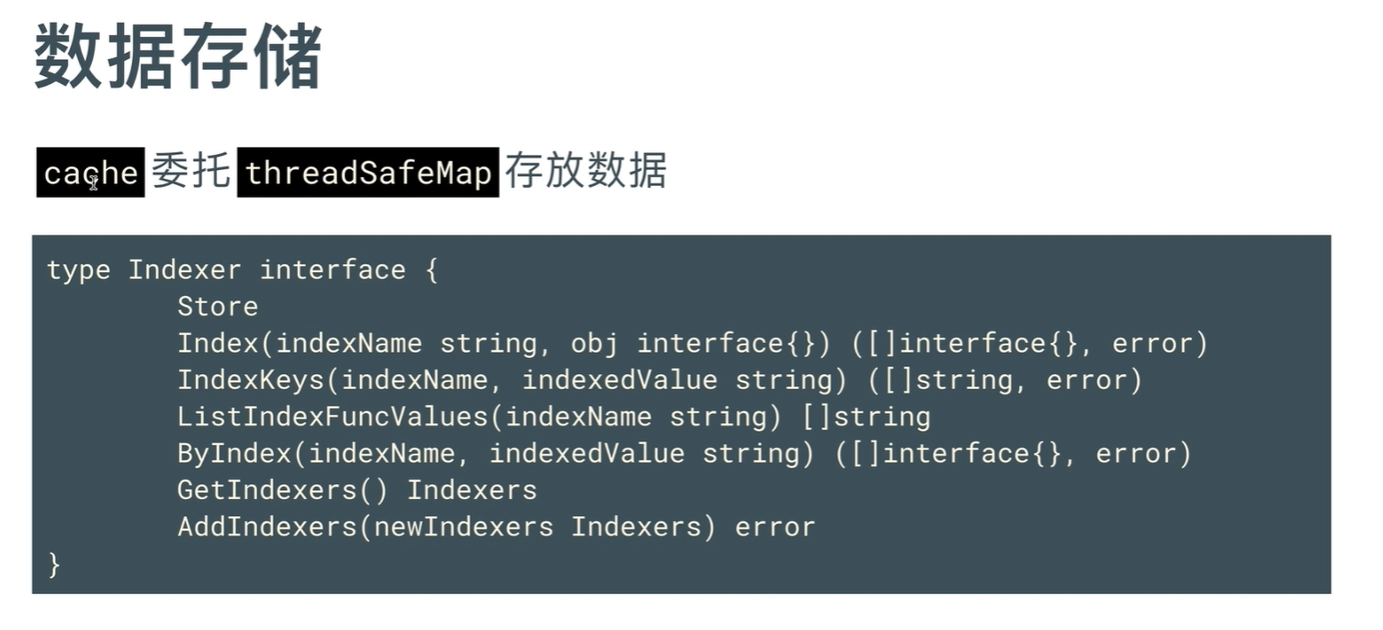 数据存储
cache 委托 threadSafeMap 存放数据
type Indexer interface {
Store
Index(indexName string, obj interface{}) ([]interface{}, error)
IndexKeys(indexName, indexedValue string) ([]string, error)
ListIndexFuncValues(indexName string) []string
ByIndex(indexName, indexedValue string) ([]interface{}, error)
GetIndexers() Indexers
AddIndexers(newIndexers Indexers) error
}